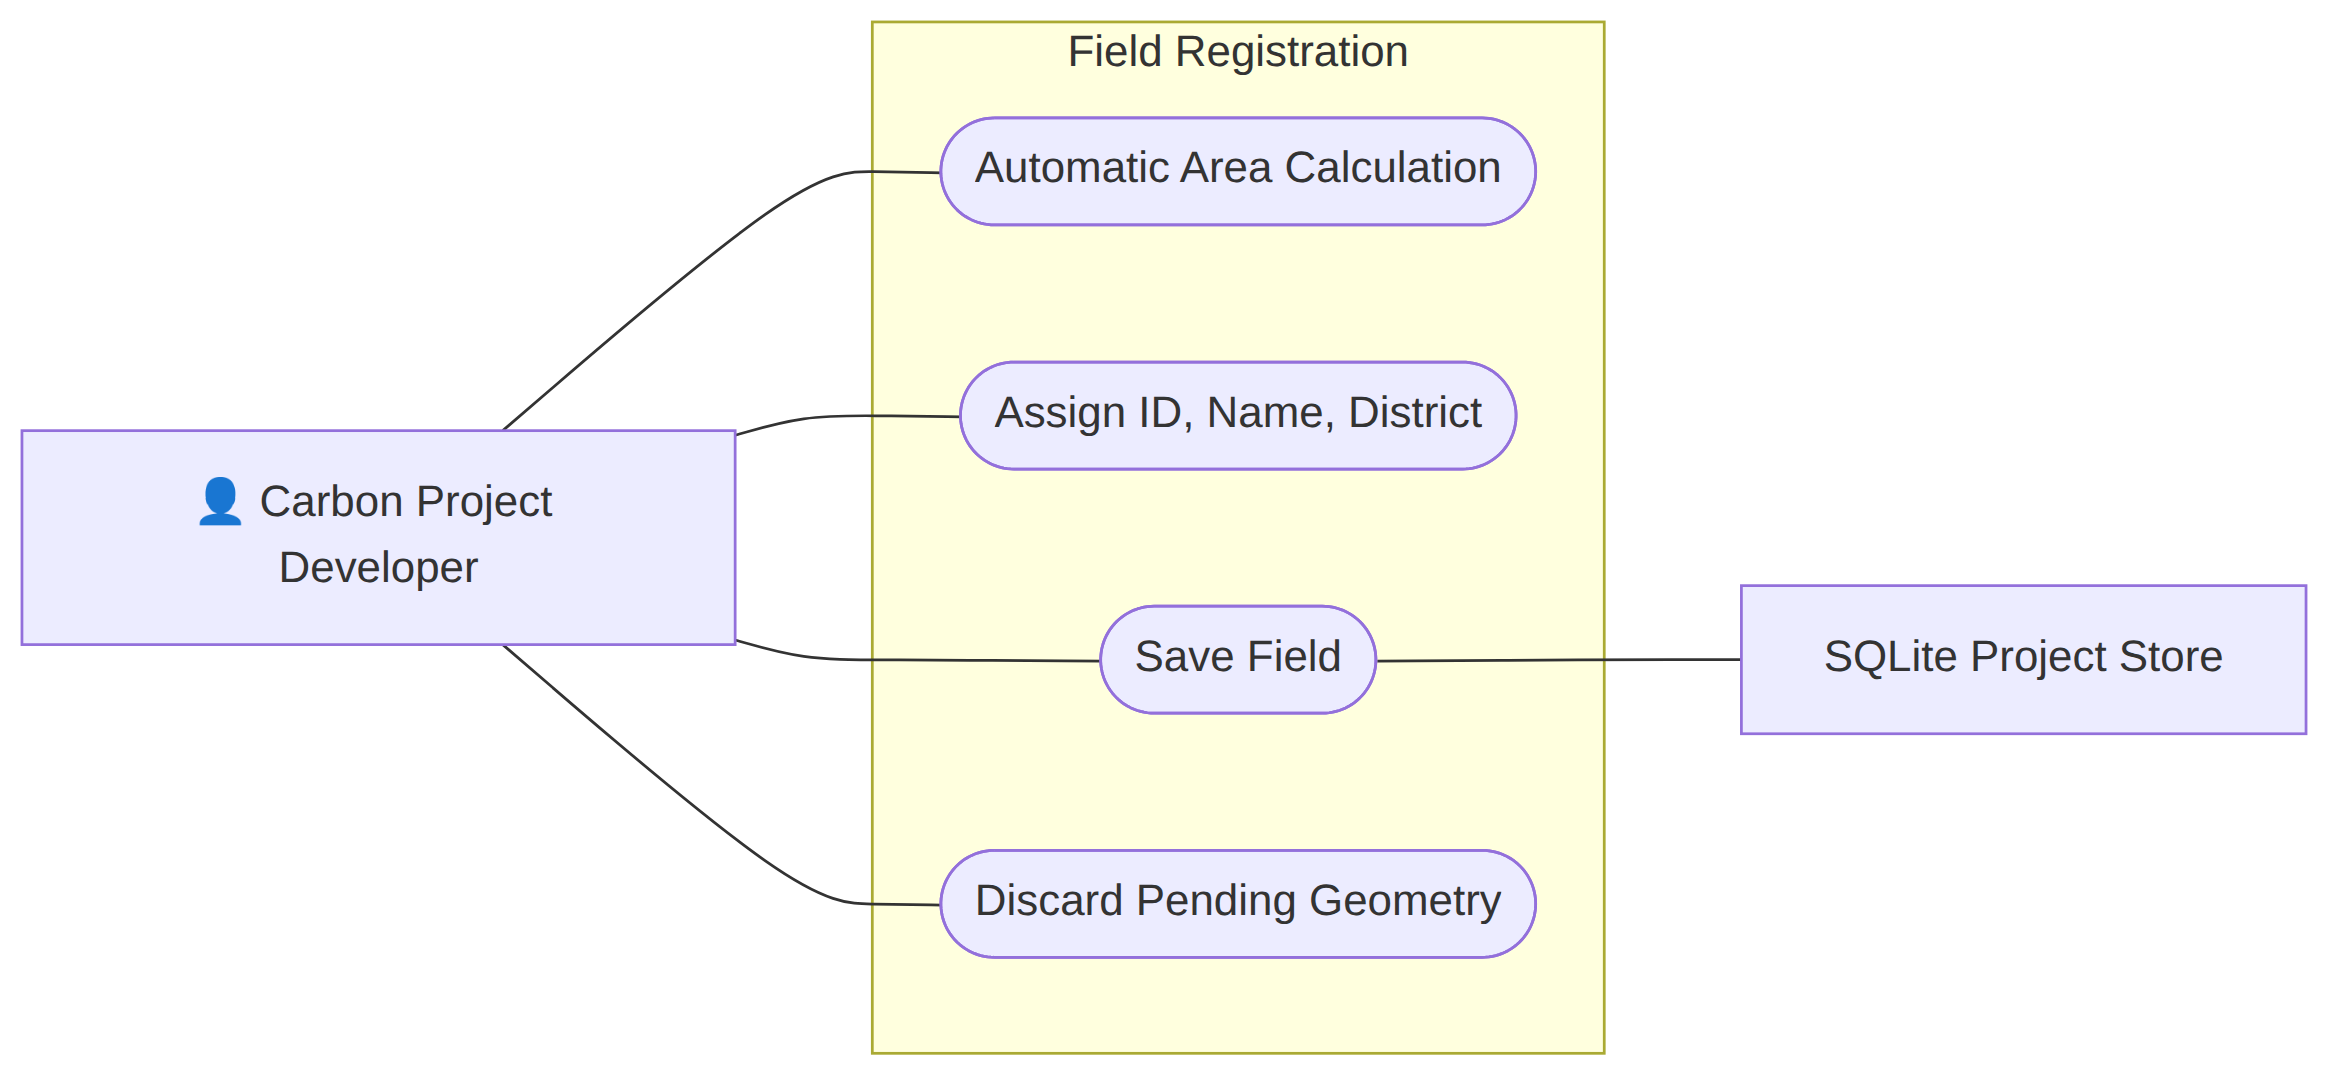 Field Registration
Automatic Area Calculation
Assign ID, Name, District
👤 Carbon Project
Developer
Save Field
SQLite Project Store
Discard Pending Geometry